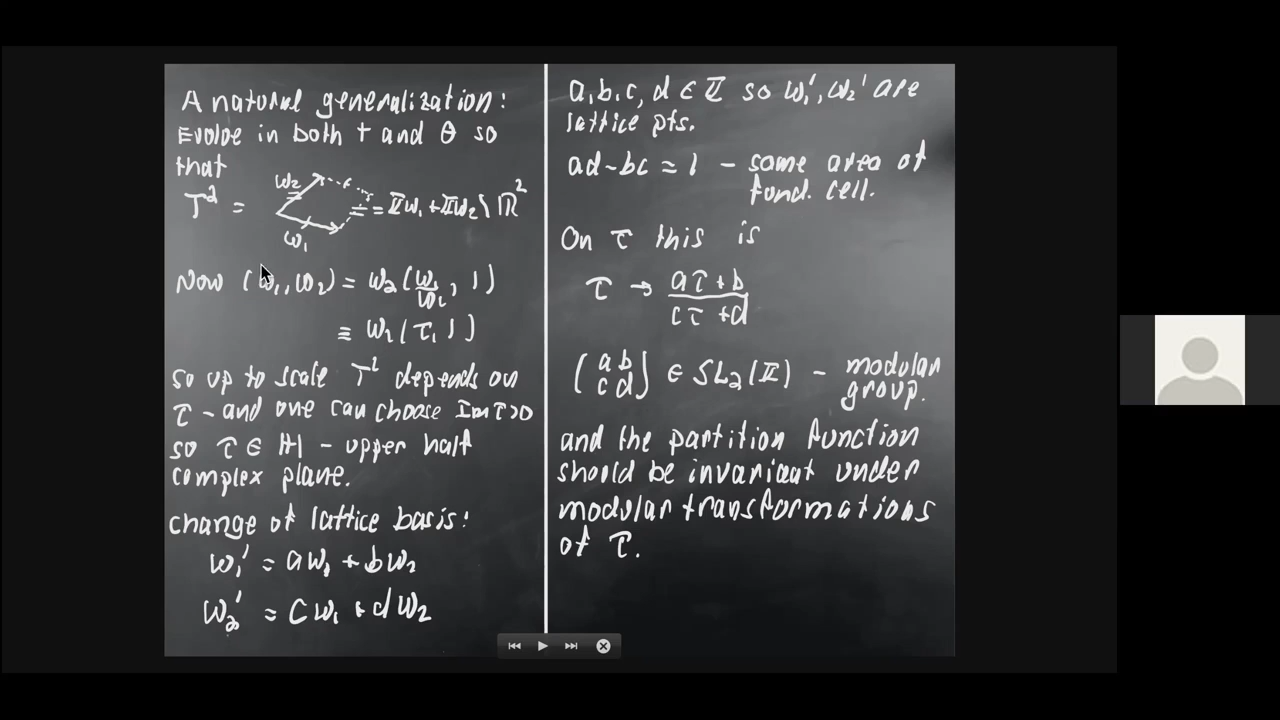 A natural generalization:
Evolve in both t and θ so
that
T² = ω₂ ω₁ = ℤω₁+ℤω₂\ℝ²
Now (ω₁,ω₂) = ω₂(ω₁/ω₂, 1)
≡ ω₂(τ, 1)
so up to scale T² depends on
τ - and one can choose Im τ>0
so τ ∈ ℍ - upper half
complex plane.
change of lattice basis:
ω₁' = aω₁ + bω₂
ω₂' = cω₁ + dω₂
a,b,c,d ∈ ℤ so ω₁',ω₂' are
lattice pts.
ad-bc = 1 - same area of
fund. cell.
On τ this is
τ → aτ+b / cτ+d
(a b
c d) ∈ SL₂(ℤ) - modular
group.
and the partition function
should be invariant under
modular transformations
of τ.